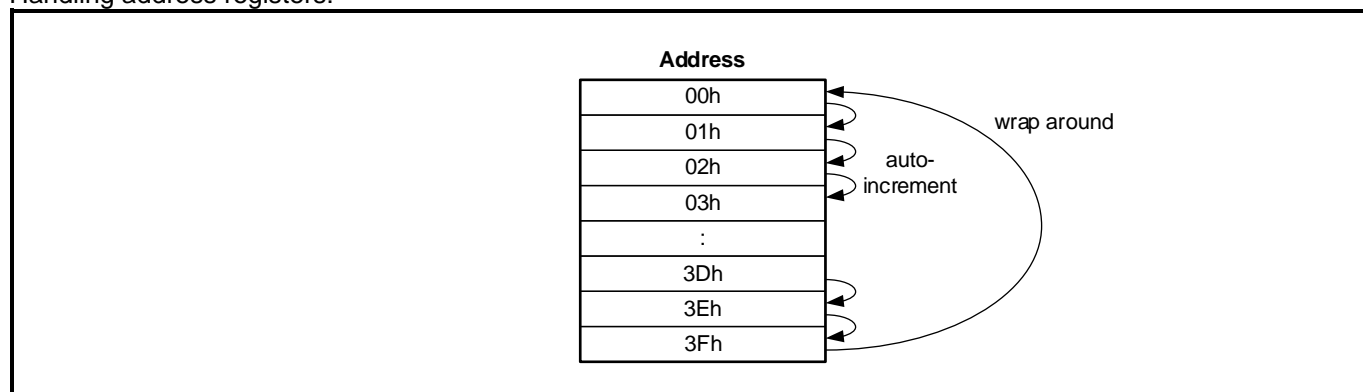 Handling address registers:
Address
00h
01h
02h
03h
:
3Dh
3Eh
3Fh
auto-
increment
wrap around